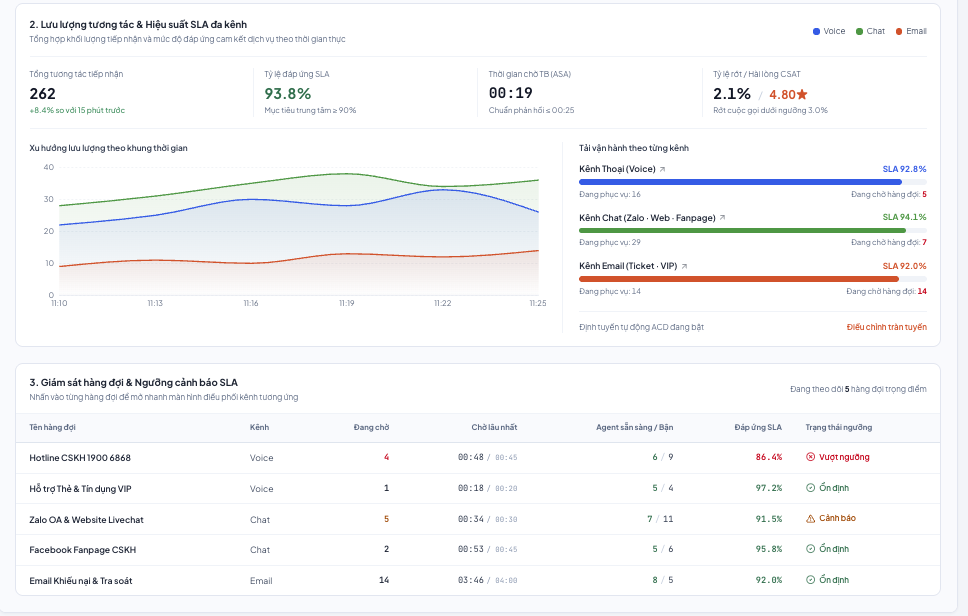 2. Lưu lượng tương tác & Hiệu suất SLA đa kênh
Tổng hợp khối lượng tiếp nhận và mức độ đáp ứng cam kết dịch vụ theo thời gian thực
Voice Chat Email
Tổng tương tác tiếp nhận
262
+8.4% so với 15 phút trước
Tỷ lệ đáp ứng SLA
93.8%
Mục tiêu trung tâm ≥ 90%
Thời gian chờ TB (ASA)
00:19
Chuẩn phản hồi ≤ 00:25
Tỷ lệ rớt / Hài lòng CSAT
2.1% / 4.80★
Rớt cuộc gọi dưới ngưỡng 3.0%
Xu hướng lưu lượng theo khung thời gian
40
30
20
10
0
11:10 11:13 11:16 11:19 11:22 11:25
Tải vận hành theo từng kênh
Kênh Thoại (Voice) ↗ SLA 92.8%
Đang phục vụ: 16 Đang chờ hàng đợi: 5
Kênh Chat (Zalo · Web · Fanpage) ↗ SLA 94.1%
Đang phục vụ: 29 Đang chờ hàng đợi: 7
Kênh Email (Ticket · VIP) ↗ SLA 92.0%
Đang phục vụ: 14 Đang chờ hàng đợi: 14
Định tuyến tự động ACD đang bật Điều chỉnh tràn tuyến
3. Giám sát hàng đợi & Ngưỡng cảnh báo SLA
Nhấn vào từng hàng đợi để mở nhanh màn hình điều phối kênh tương ứng
Đang theo dõi 5 hàng đợi trọng điểm
Tên hàng đợi Kênh Đang chờ Chờ lâu nhất Agent sẵn sàng / Bận Đáp ứng SLA Trạng thái ngưỡng
Hotline CSKH 1900 6868 Voice 4 00:48 / 00:45 6 / 9 86.4% Vượt ngưỡng
Hỗ trợ Thẻ & Tín dụng VIP Voice 1 00:18 / 00:20 5 / 4 97.2% Ổn định
Zalo OA & Website Livechat Chat 5 00:34 / 00:30 7 / 11 91.5% Cảnh báo
Facebook Fanpage CSKH Chat 2 00:53 / 00:45 5 / 6 95.8% Ổn định
Email Khiếu nại & Tra soát Email 14 03:46 / 04:00 8 / 5 92.0% Ổn định